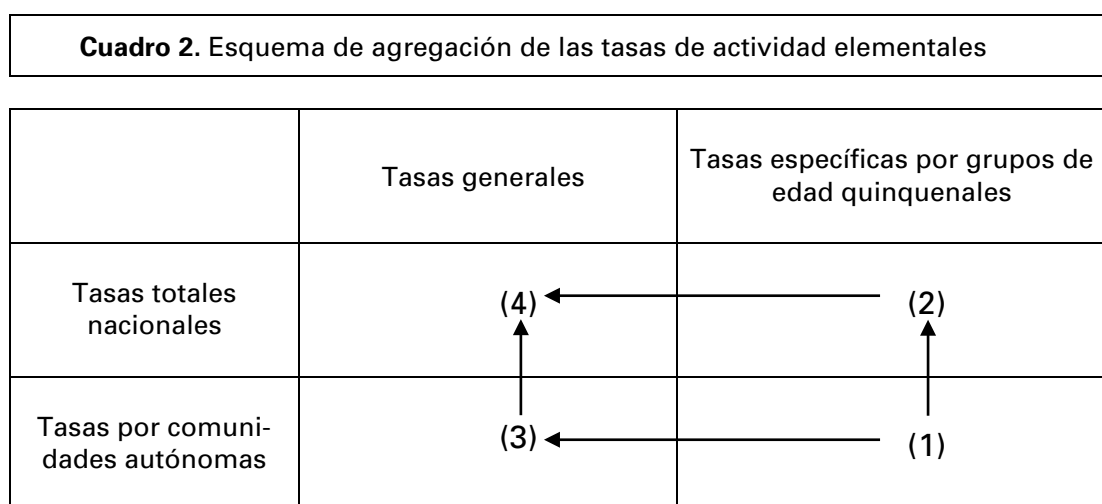 Cuadro 2. Esquema de agregación de las tasas de actividad elementales
Tasas generales
Tasas específicas por grupos de
edad quinquenales
Tasas totales
nacionales
(4)
(2)
Tasas por comuni-
dades autónomas
(3)
(1)